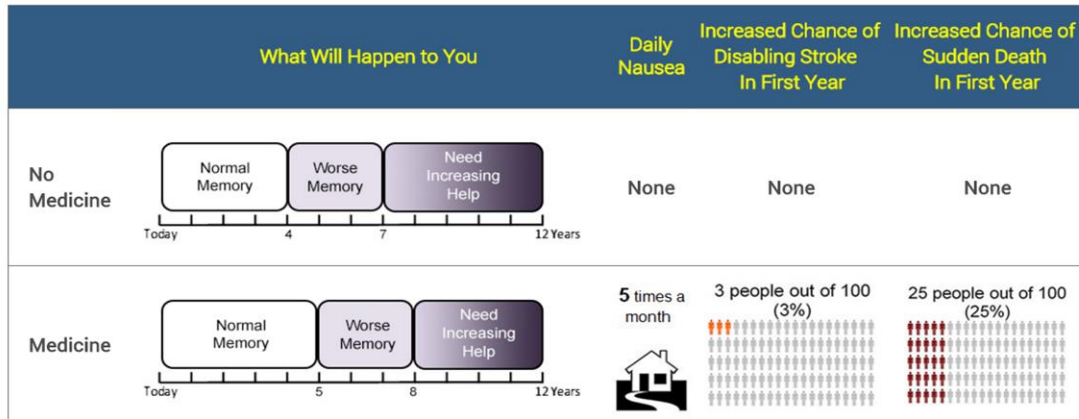 What Will Happen to You
Daily
Nausea
Increased Chance of
Disabling Stroke
In First Year
Increased Chance of
Sudden Death
In First Year
No
Medicine
Normal
Memory
Worse
Memory
Need
Increasing
Help
Today
4
7
12 Years
None
None
None
Medicine
Normal
Memory
Worse
Memory
Need
Increasing
Help
Today
5
8
12 Years
5 times a
month
3 people out of 100
(3%)
25 people out of 100
(25%)